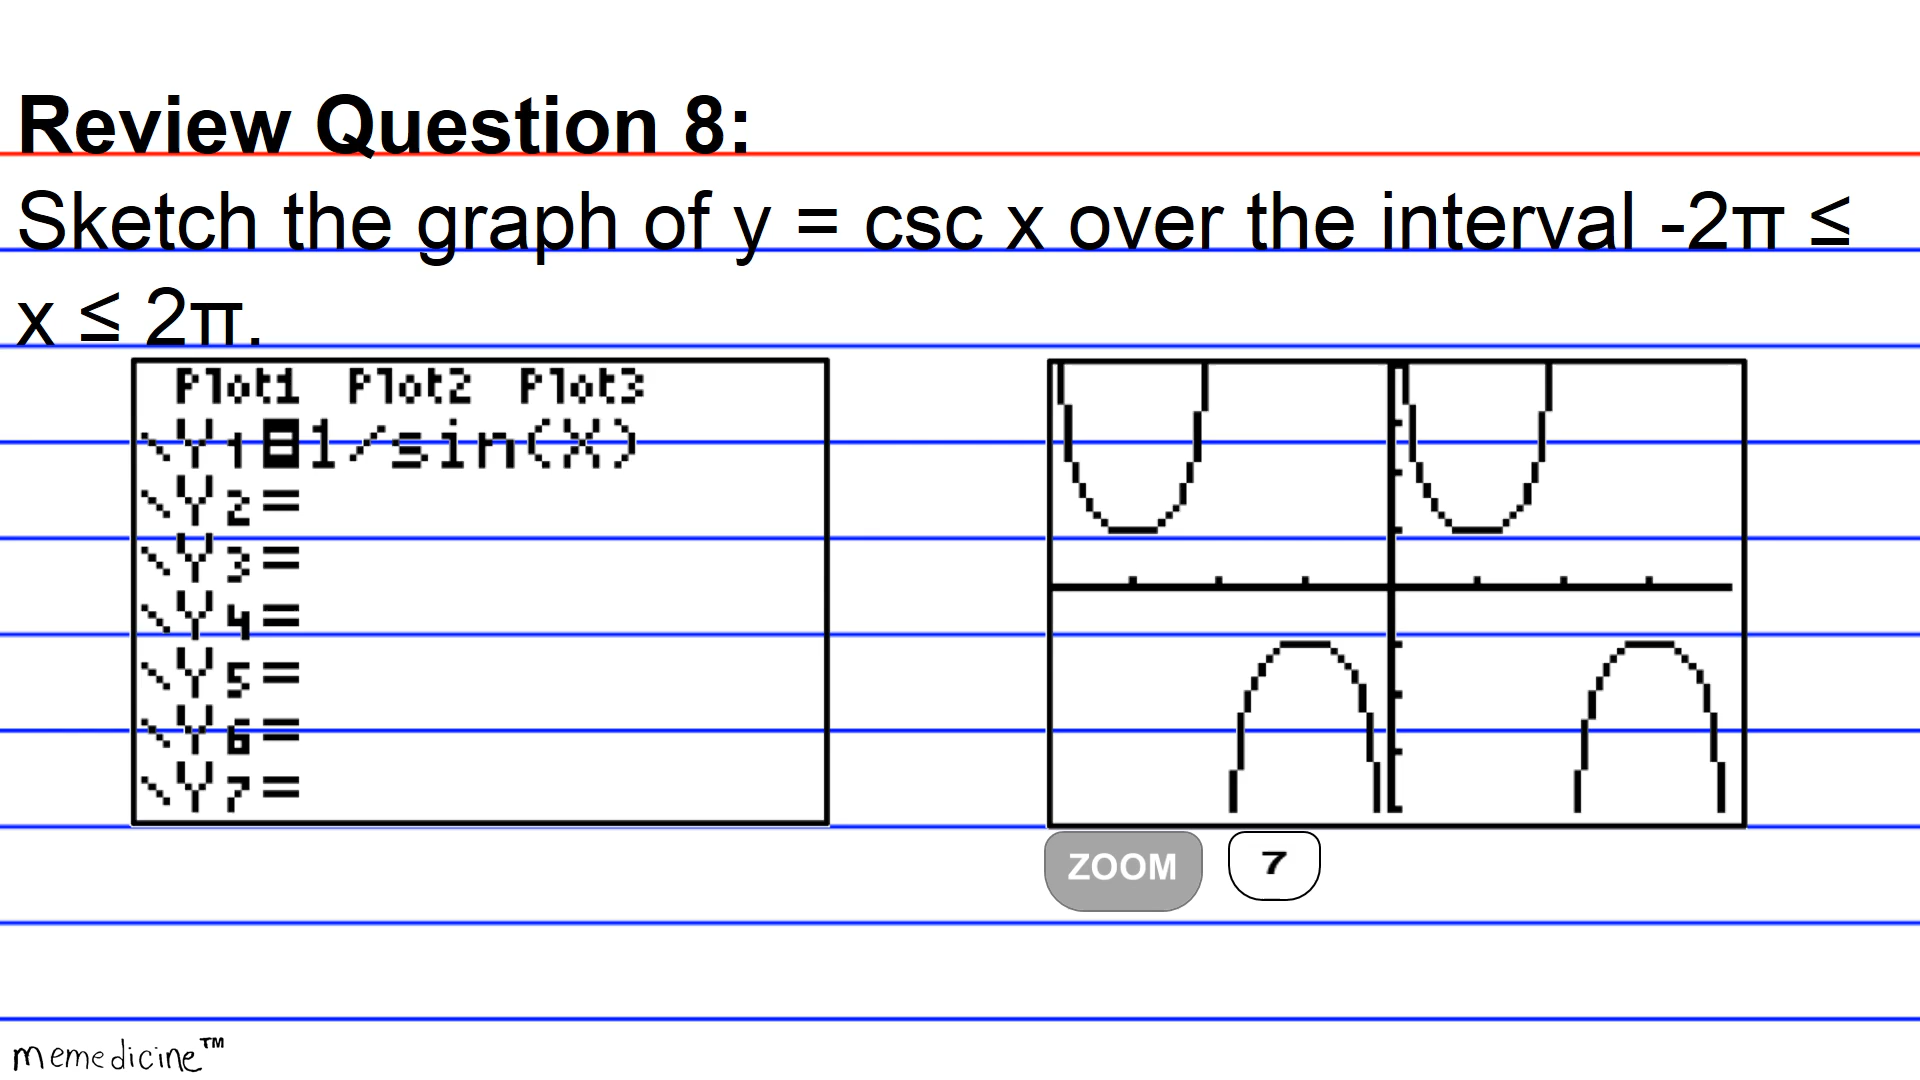 Review Question 8:
Sketch the graph of y = csc x over the interval -2π ≤
x ≤ 2π.
Plot1 Plot2 Plot3
\Y1=1/sin(X)
\Y2=
\Y3=
\Y4=
\Y5=
\Y6=
\Y7=
ZOOM 7
memedicine™